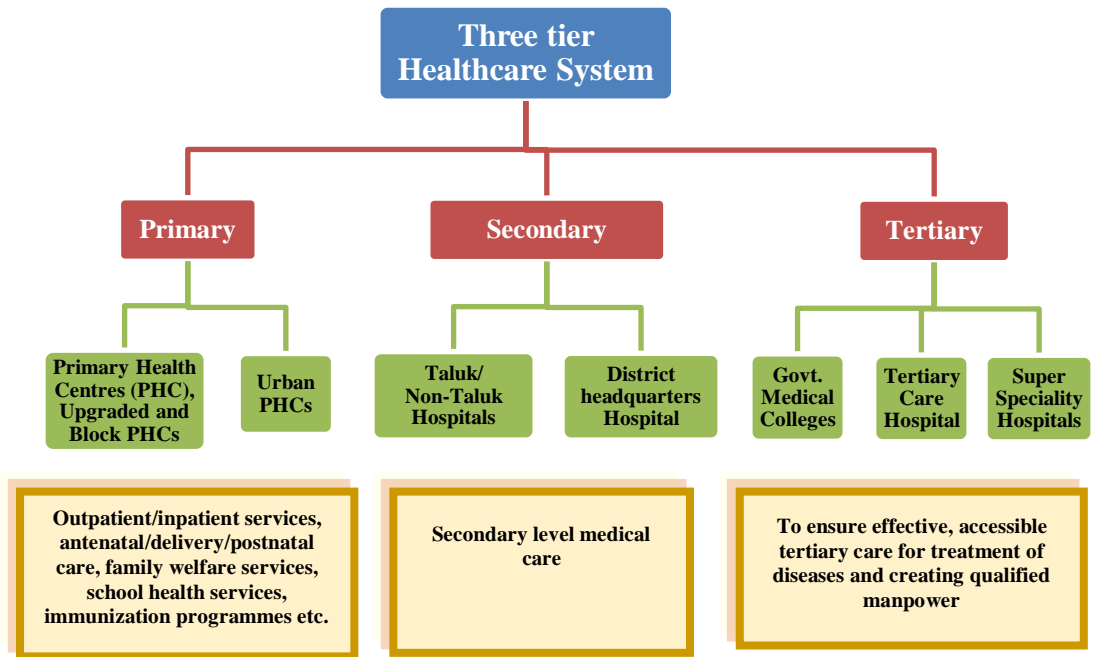 Three tier
Healthcare System
Primary
Secondary
Tertiary
Primary Health
Centres (PHC),
Upgraded and
Block PHCs
Urban
PHCs
Taluk/
Non-Taluk
Hospitals
District
headquarters
Hospital
Govt.
Medical
Colleges
Tertiary
Care
Hospital
Super
Speciality
Hospitals
Outpatient/inpatient services,
antenatal/delivery/postnatal
care, family welfare services,
school health services,
immunization programmes etc.
Secondary level medical
care
To ensure effective, accessible
tertiary care for treatment of
diseases and creating qualified
manpower